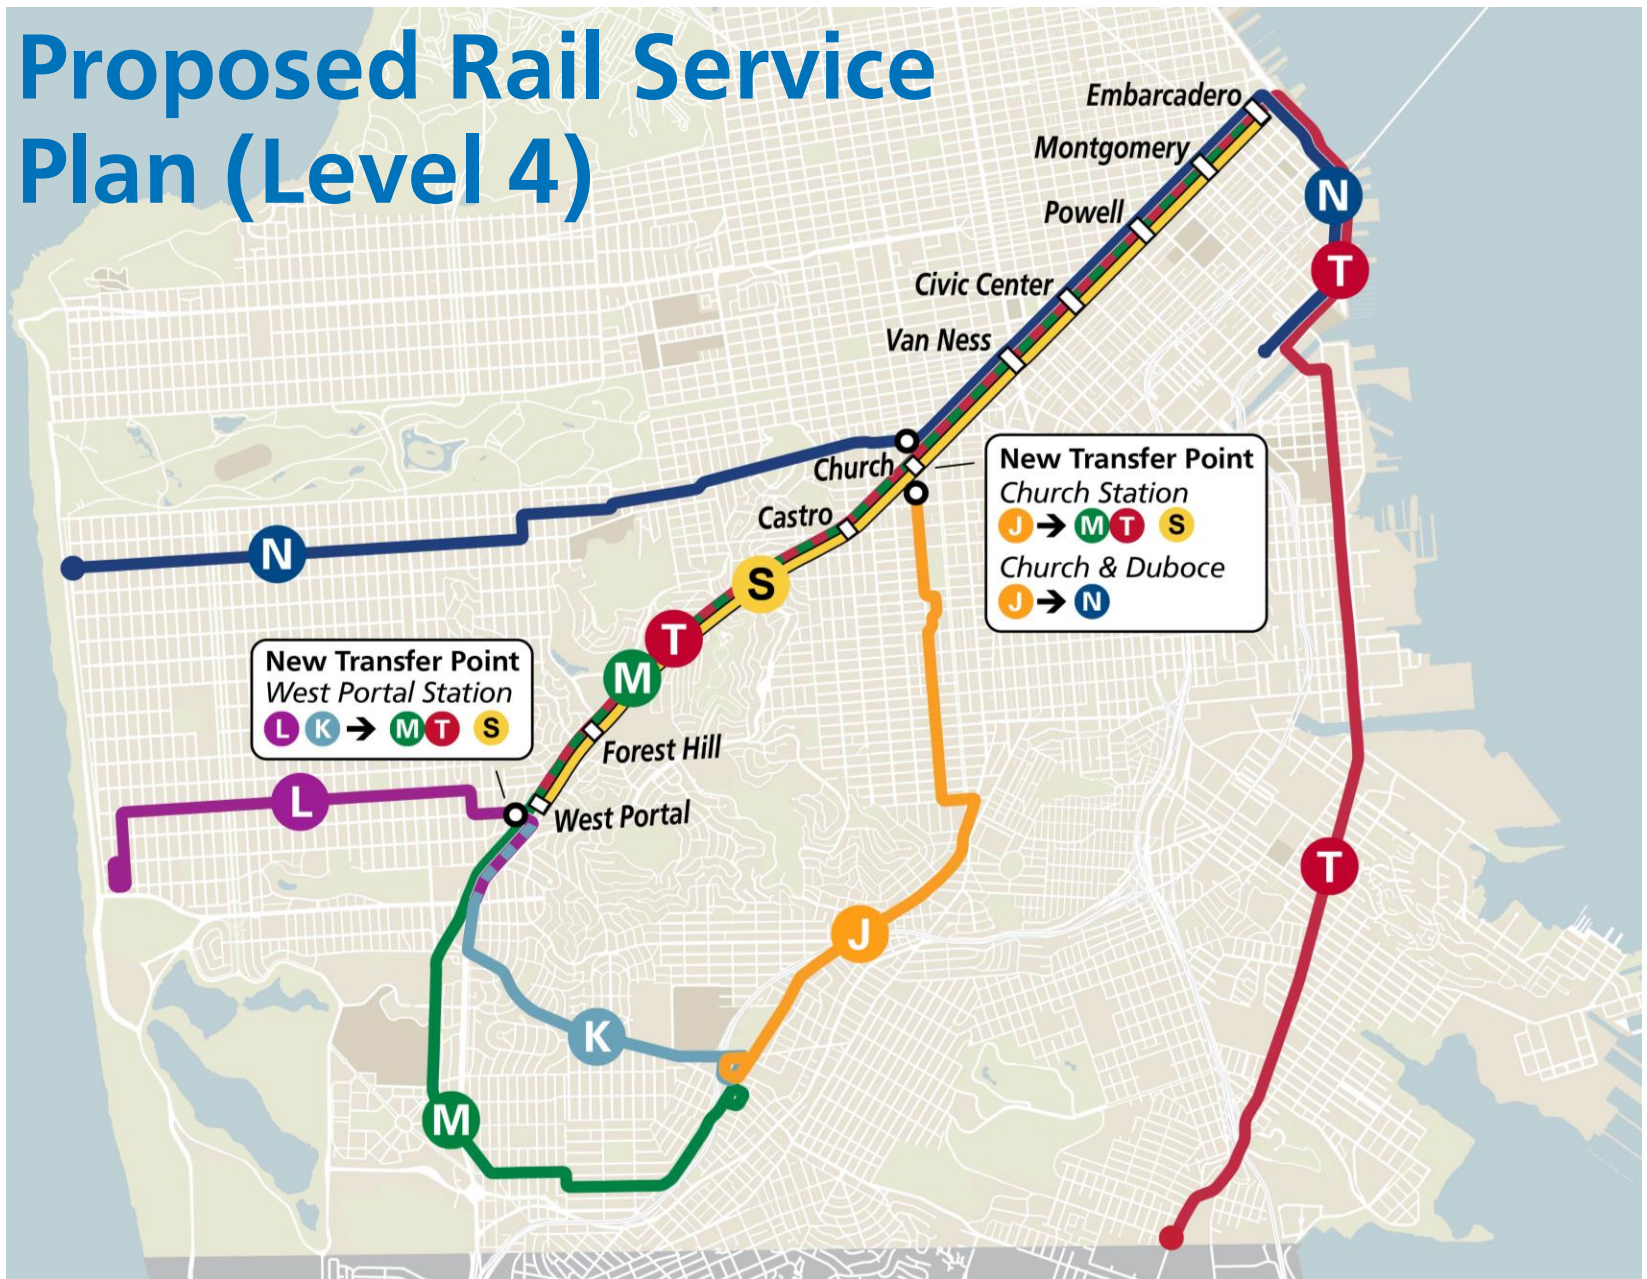 Proposed Rail Service
Plan (Level 4)
Embarcadero
Montgomery
N
Powell
T
Civic Center
Van Ness
Church
New Transfer Point
Church Station
J → M T S
Church & Duboce
J → N
Castro
N
S
T
M
New Transfer Point
West Portal Station
L K → M T S
Forest Hill
L
West Portal
T
J
K
M